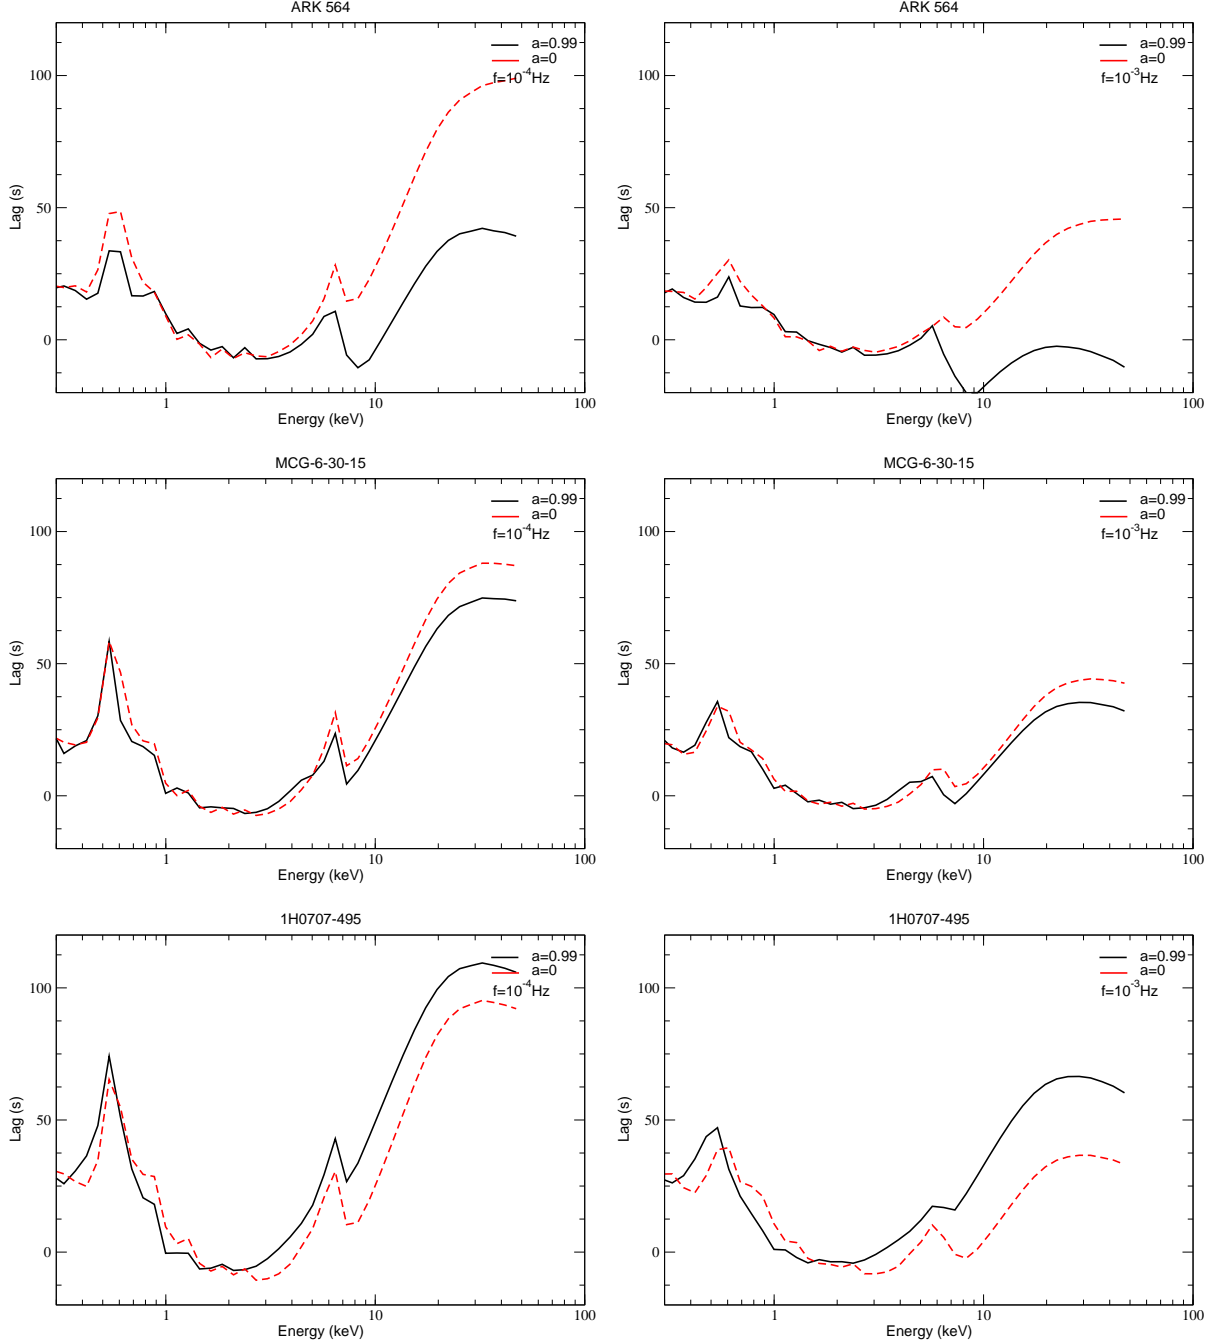 ARK 564
a=0.99
a=0
f=10⁻⁴Hz
100
50
0
Lag (s)
1 10 100
Energy (keV)
ARK 564
a=0.99
a=0
f=10⁻³Hz
100
50
0
Lag (s)
1 10 100
Energy (keV)
MCG-6-30-15
a=0.99
a=0
f=10⁻⁴Hz
100
50
0
Lag (s)
1 10 100
Energy (keV)
MCG-6-30-15
a=0.99
a=0
f=10⁻³Hz
100
50
0
Lag (s)
1 10 100
Energy (keV)
1H0707-495
a=0.99
a=0
f=10⁻⁴Hz
100
50
0
Lag (s)
1 10 100
Energy (keV)
1H0707-495
a=0.99
a=0
f=10⁻³Hz
100
50
0
Lag (s)
1 10 100
Energy (keV)